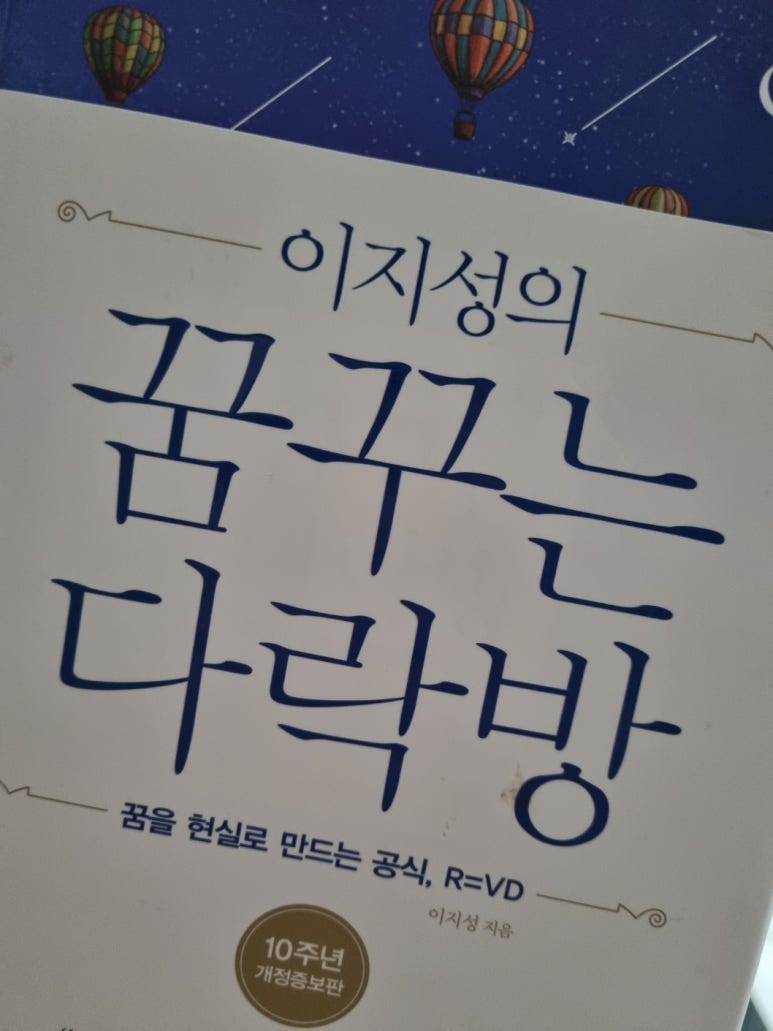 이지성의
꿈꾸는
다락방
꿈을 현실로 만드는 공식, R=VD
이지성 지음
10주년
개정증보판